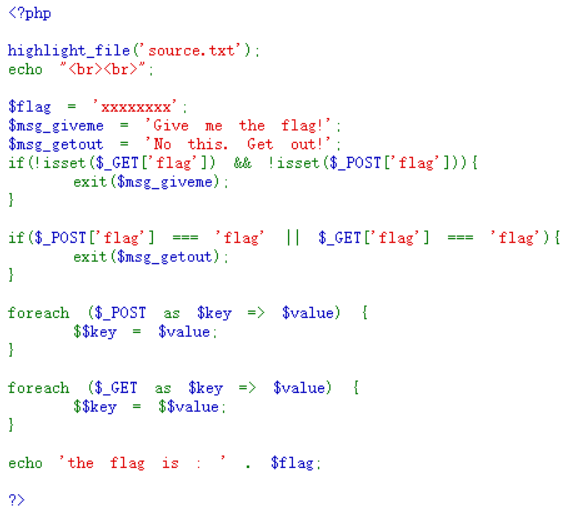 <?php
highlight_file('source.txt');
echo "<br><br>";
$flag = 'xxxxxxxx';
$msg_giveme = 'Give me the flag!';
$msg_getout = 'No this. Get out!';
if(!isset($_GET['flag']) && !isset($_POST['flag'])){
        exit($msg_giveme);
}
if($_POST['flag'] === 'flag' || $_GET['flag'] === 'flag'){
        exit($msg_getout);
}
foreach ($_POST as $key => $value) {
        $$key = $value;
}
foreach ($_GET as $key => $value) {
        $$key = $$value;
}
echo 'the flag is : ' . $flag;
?>